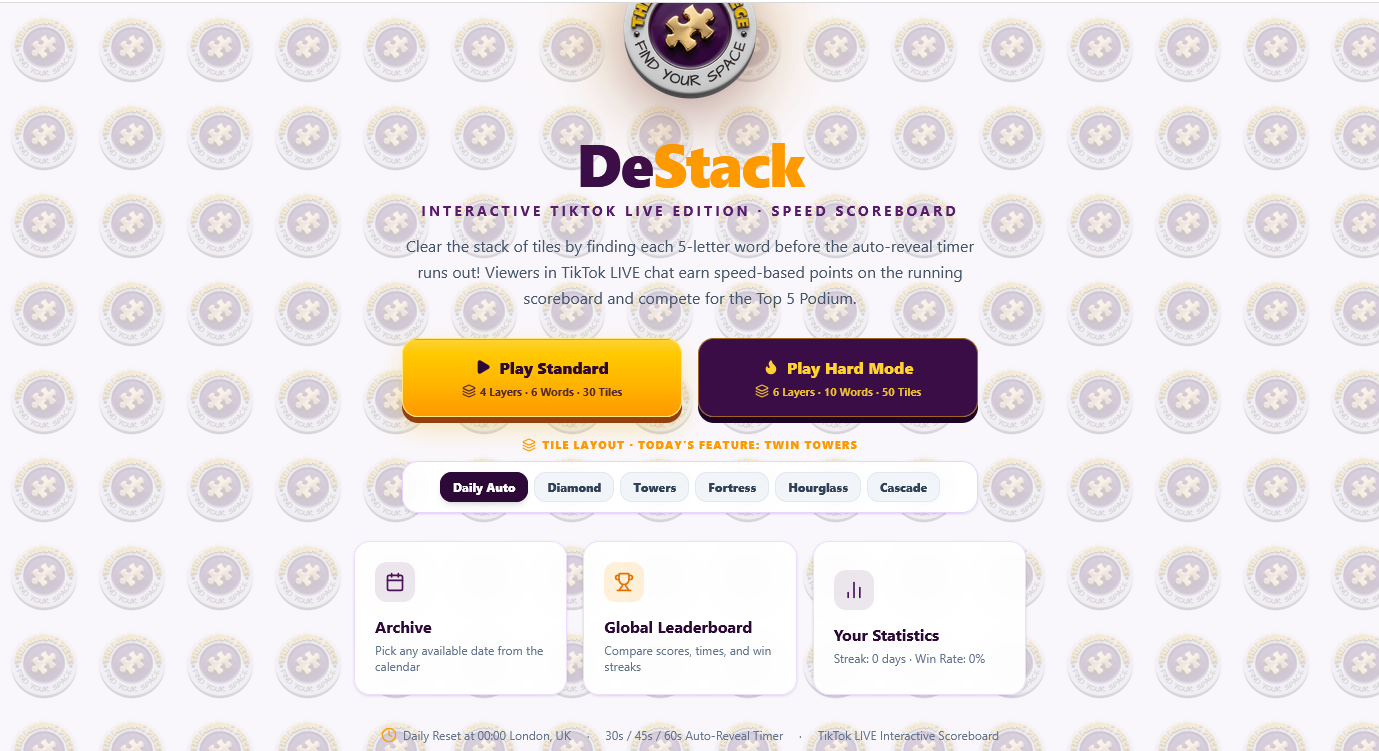 FIND YOUR SPACE
DeStack
INTERACTIVE TIKTOK LIVE EDITION · SPEED SCOREBOARD
Clear the stack of tiles by finding each 5-letter word before the auto-reveal timer
runs out! Viewers in TikTok LIVE chat earn speed-based points on the running
scoreboard and compete for the Top 5 Podium.
Play Standard
4 Layers · 6 Words · 30 Tiles
Play Hard Mode
6 Layers · 10 Words · 50 Tiles
TILE LAYOUT · TODAY'S FEATURE: TWIN TOWERS
Daily Auto
Diamond
Towers
Fortress
Hourglass
Cascade
Archive
Pick any available date from the
calendar
Global Leaderboard
Compare scores, times, and win
streaks
Your Statistics
Streak: 0 days · Win Rate: 0%
Daily Reset at 00:00 London, UK · 30s / 45s / 60s Auto-Reveal Timer · TikTok LIVE Interactive Scoreboard